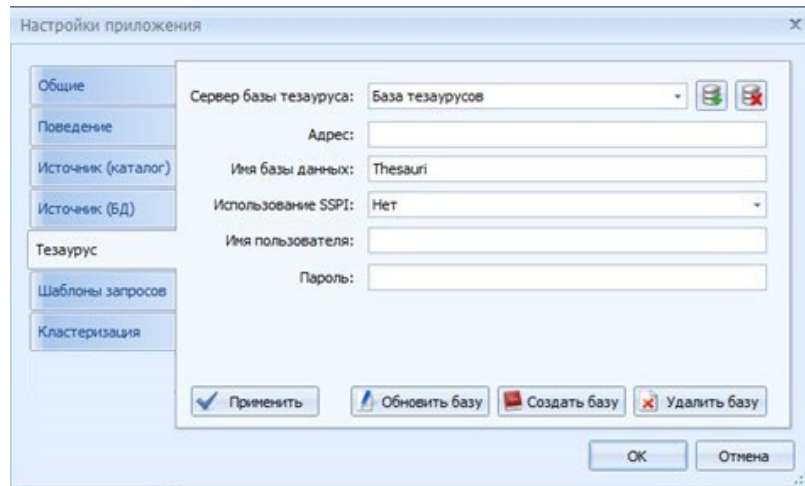 Настройки приложения
Общие
Поведение
Источник (каталог)
Источник (БД)
Тезаурус
Шаблоны запросов
Кластеризация
Сервер базы тезауруса: База тезаурусов
Адрес:
Имя базы данных: Thesauri
Использование SSPI: Нет
Имя пользователя:
Пароль:
Применить Обновить базу Создать базу Удалить базу
OK Отмена